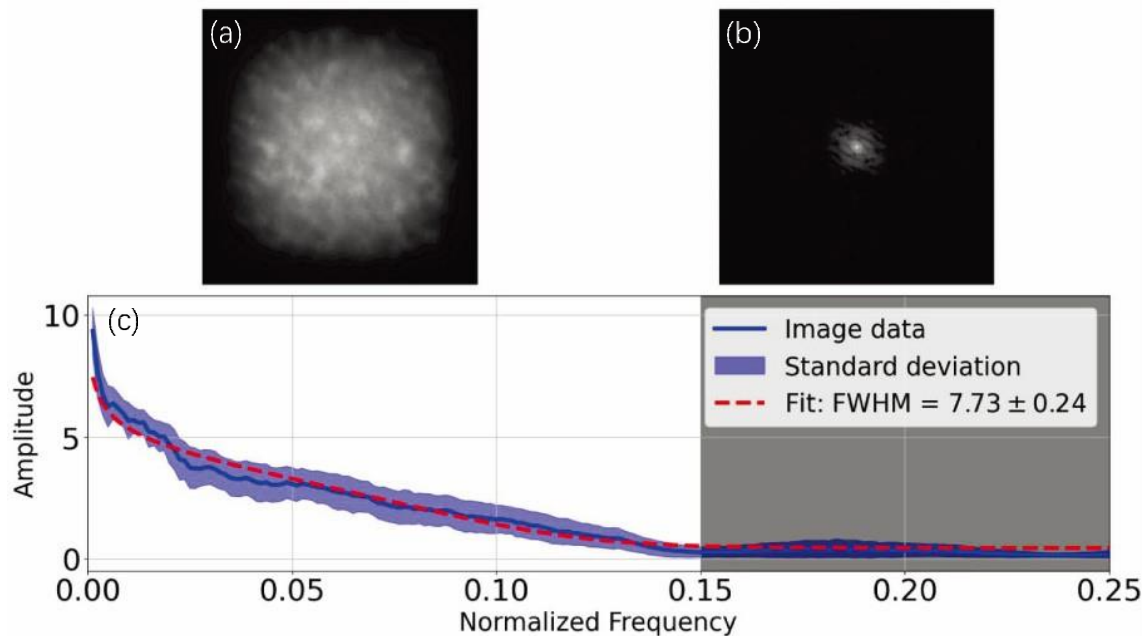 (a)
(b)
10
5
0
Amplitude
(c)
Image data
Standard deviation
Fit: FWHM = 7.73 ± 0.24
0.00 0.05 0.10 0.15 0.20 0.25
Normalized Frequency